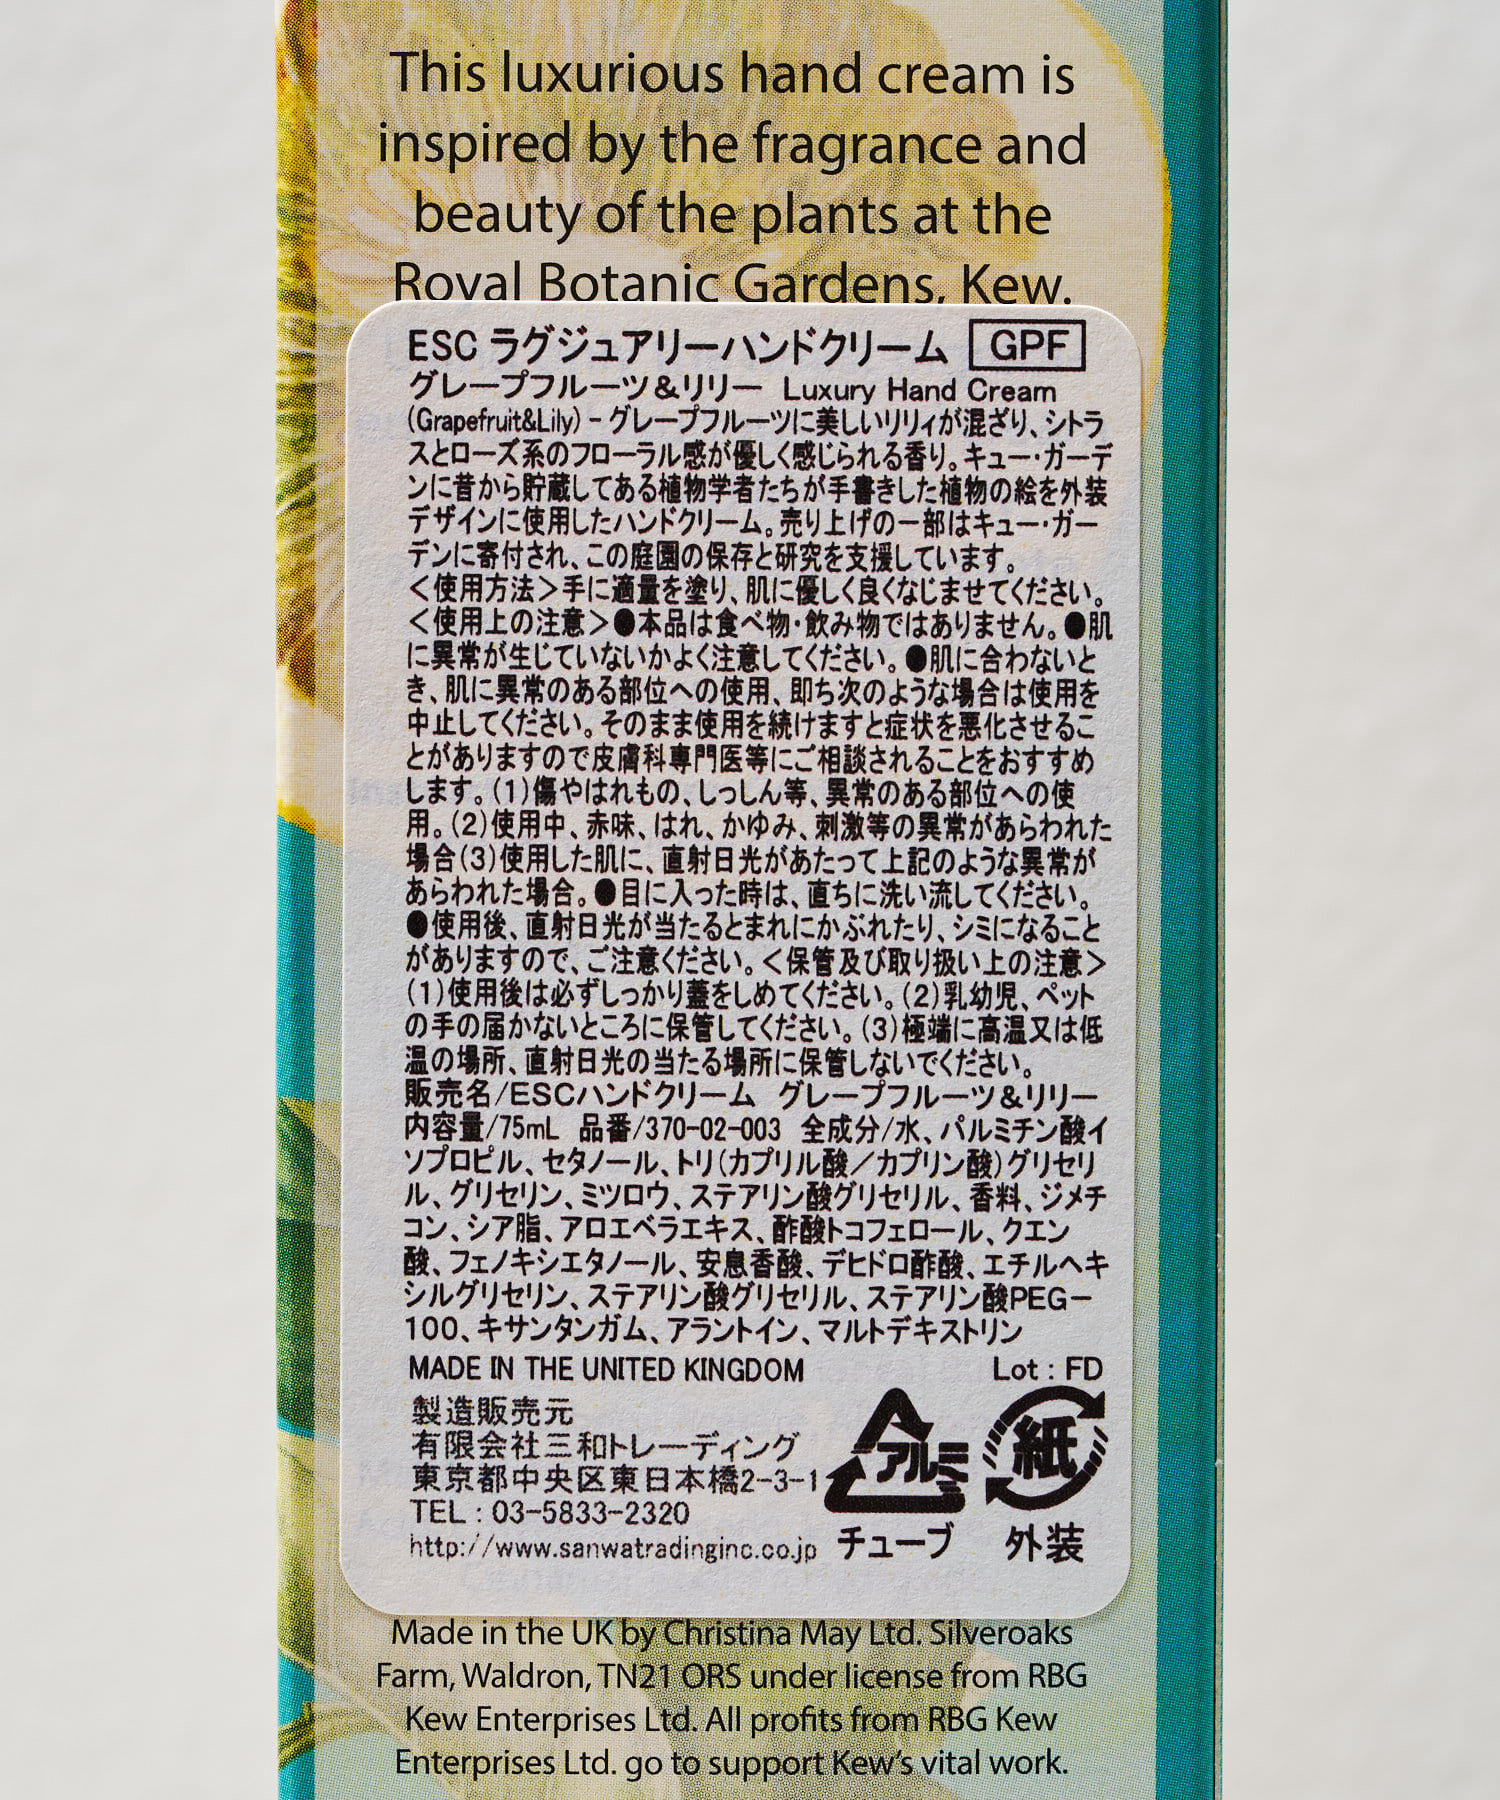 This luxurious hand cream is
inspired by the fragrance and
beauty of the plants at the
Royal Botanic Gardens, Kew.
ESC ラグジュアリーハンドクリーム GPF
グレープフルーツ&リリー Luxury Hand Cream
(Grapefruit&Lily) - グレープフルーツに美しいリリィが混ざり、シトラ
スとローズ系のフローラル感が優しく感じられる香り。キュー・ガーデ
ンに昔から貯蔵してある植物学者たちが手書きした植物の絵を外装
デザインに使用したハンドクリーム。売り上げの一部はキュー・ガー
デンに寄付され、この庭園の保存と研究を支援しています。
<使用方法>手に適量を塗り、肌に優しく良くなじませてください。
<使用上の注意>●本品は食べ物・飲み物ではありません。●肌
に異常が生じていないかよく注意してください。●肌に合わないと
き、肌に異常のある部位への使用、即ち次のような場合は使用を
中止してください。そのまま使用を続けますと症状を悪化させるこ
とがありますので皮膚科専門医等にご相談されることをおすすめ
します。(1)傷やはれもの、しっしん等、異常のある部位への使
用。(2)使用中、赤味、はれ、かゆみ、刺激等の異常があらわれた
場合(3)使用した肌に、直射日光があたって上記のような異常が
あらわれた場合。●目に入った時は、直ちに洗い流してください。
●使用後、直射日光が当たるとまれにかぶれたり、シミになること
がありますので、ご注意ください。<保管及び取り扱い上の注意>
(1)使用後は必ずしっかり蓋をしめてください。(2)乳幼児、ペット
の手の届かないところに保管してください。(3)極端に高温又は低
温の場所、直射日光の当たる場所に保管しないでください。
販売名/ESCハンドクリーム グレープフルーツ&リリー
内容量/75mL 品番/370-02-003 全成分/水、パルミチン酸イ
ソプロピル、セタノール、トリ(カプリル酸/カプリン酸)グリセリ
ル、グリセリン、ミツロウ、ステアリン酸グリセリル、香料、ジメチ
コン、シア脂、アロエベラエキス、酢酸トコフェロール、クエン
酸、フェノキシエタノール、安息香酸、デヒドロ酢酸、エチルヘキ
シルグリセリン、ステアリン酸グリセリル、ステアリン酸PEG-
100、キサンタンガム、アラントイン、マルトデキストリン
MADE IN THE UNITED KINGDOM Lot : FD
製造販売元
有限会社三和トレーディング
東京都中央区東日本橋2-3-1
TEL : 03-5833-2320
http://www.sanwatradinginc.co.jp
アルミ
チューブ
紙
外装
Made in the UK by Christina May Ltd. Silveroaks
Farm, Waldron, TN21 ORS under license from RBG
Kew Enterprises Ltd. All profits from RBG Kew
Enterprises Ltd. go to support Kew's vital work.